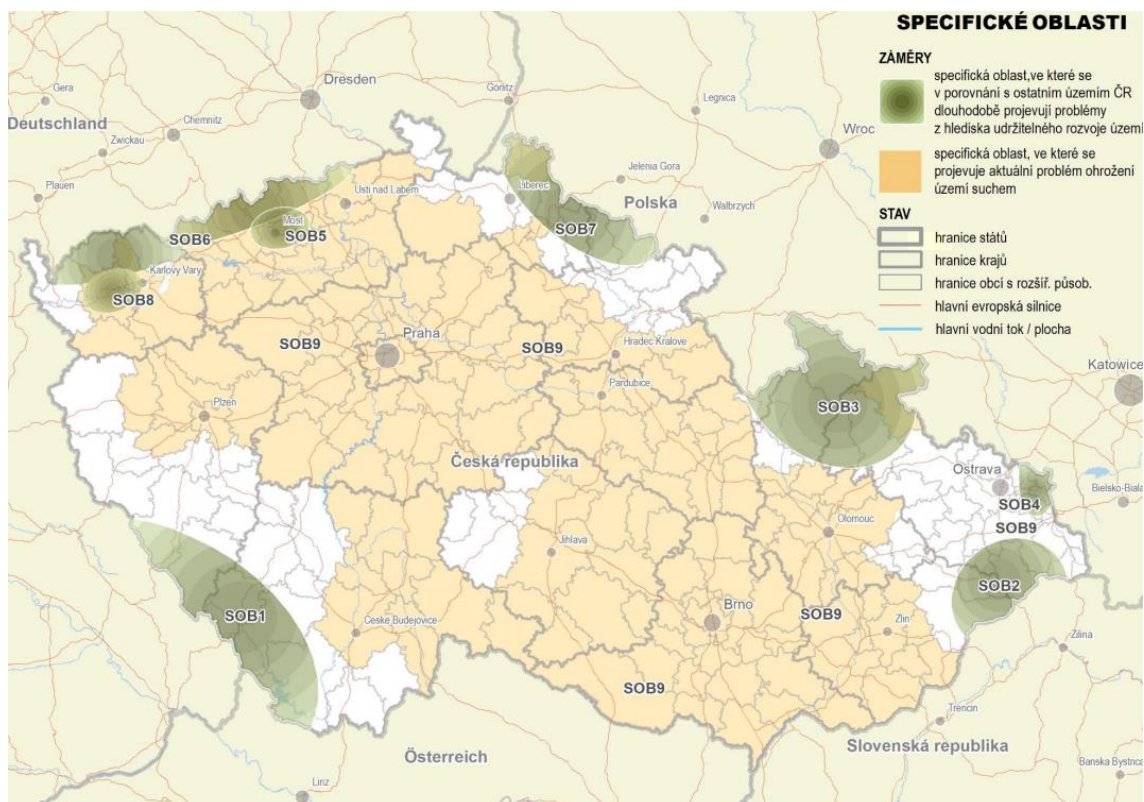 SPECIFICKÉ OBLASTI
ZÁMĚRY
specifická oblast,ve které se
v porovnání s ostatním územím ČR
dlouhodobě projevují problémy
z hlediska udržitelného rozvoje území
specifická oblast, ve které se
projevuje aktuální problém ohrožení
území suchem
STAV
hranice států
hranice krajů
hranice obcí s rozšíř. působ.
hlavní evropská silnice
hlavní vodní tok / plocha
Dresden
Görlitz
Gera
Legnica
Chemnitz
Deutschland
Wroc
Zwickau
Jelenia Gora
Plauen
Liberec
Usti nad Labem
Polska
Walbrzych
Most
SOB7
SOB5
SOB6
Karlovy Vary
SOB8
Praha
SOB9
SOB9
Hradec Kralove
Katowice
Pardubice
Plzen
SOB3
Česká republika
Ostrava
Bielsko-Biala
SOB4
Olomouc
SOB9
Jihlava
SOB2
SOB1
Brno
SOB9
Zlin
Ceske Budejovice
Zilina
SOB9
Trencin
Slovenská republika
Österreich
Banska Bystrica
Linz